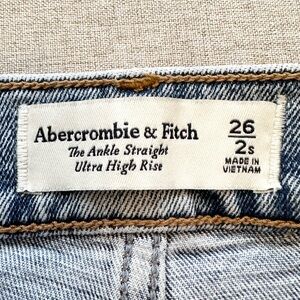 Abercrombie & Fitch
The Ankle Straight
Ultra High Rise
26
2s
MADE IN
VIETNAM